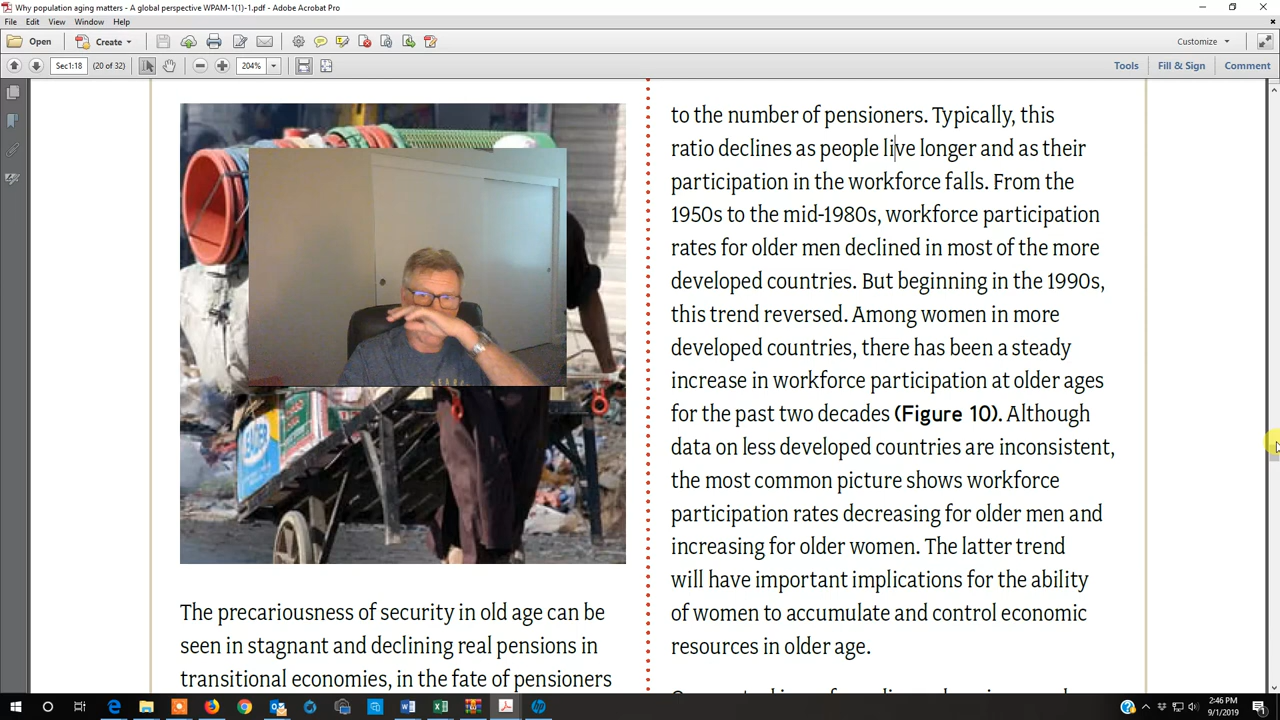 Why population aging matters - A global perspective WPAM-1(1)-1.pdf - Adobe Acrobat Pro
File Edit View Window Help
Open Create Customize
Sec1:18 (20 of 32) 204% Tools Fill & Sign Comment
LEADER
The precariousness of security in old age can be
seen in stagnant and declining real pensions in
transitional economies, in the fate of pensioners
to the number of pensioners. Typically, this
ratio declines as people live longer and as their
participation in the workforce falls. From the
1950s to the mid-1980s, workforce participation
rates for older men declined in most of the more
developed countries. But beginning in the 1990s,
this trend reversed. Among women in more
developed countries, there has been a steady
increase in workforce participation at older ages
for the past two decades (Figure 10). Although
data on less developed countries are inconsistent,
the most common picture shows workforce
participation rates decreasing for older men and
increasing for older women. The latter trend
will have important implications for the ability
of women to accumulate and control economic
resources in older age.
2:46 PM
9/1/2019